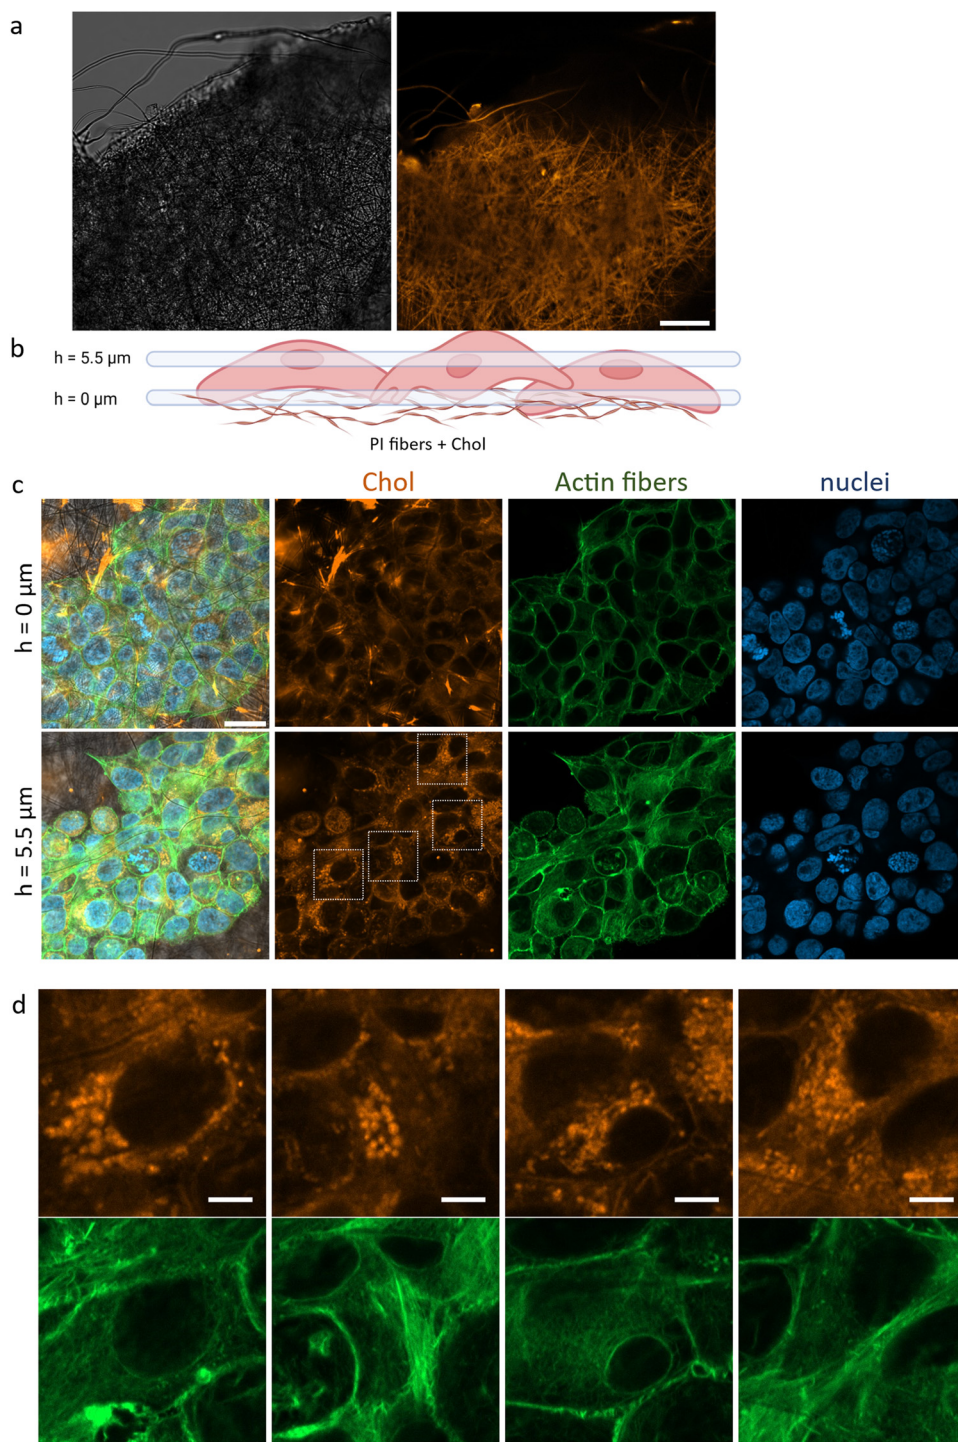 a
b
h = 5.5 µm
h = 0 µm
PI fibers + Chol
c
Chol
Actin fibers
nuclei
h = 0 µm
h = 5.5 µm
d